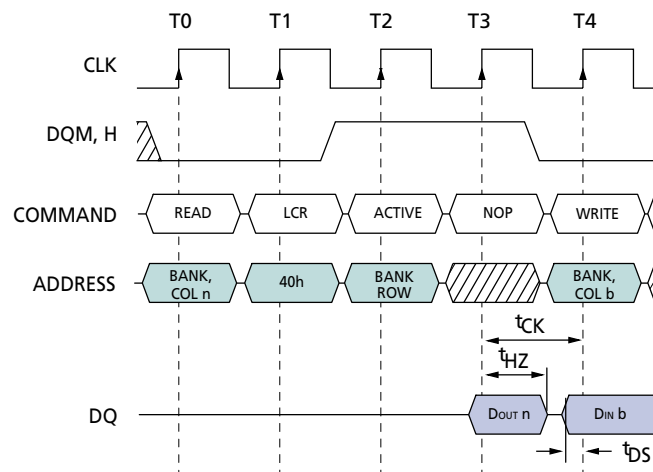 T0 T1 T2 T3 T4
CLK
DQM, H
COMMAND READ LCR ACTIVE NOP WRITE
ADDRESS BANK, COL n 40h BANK ROW BANK, COL b
tCK
tHZ
DQ DOUT n DIN b
tDS